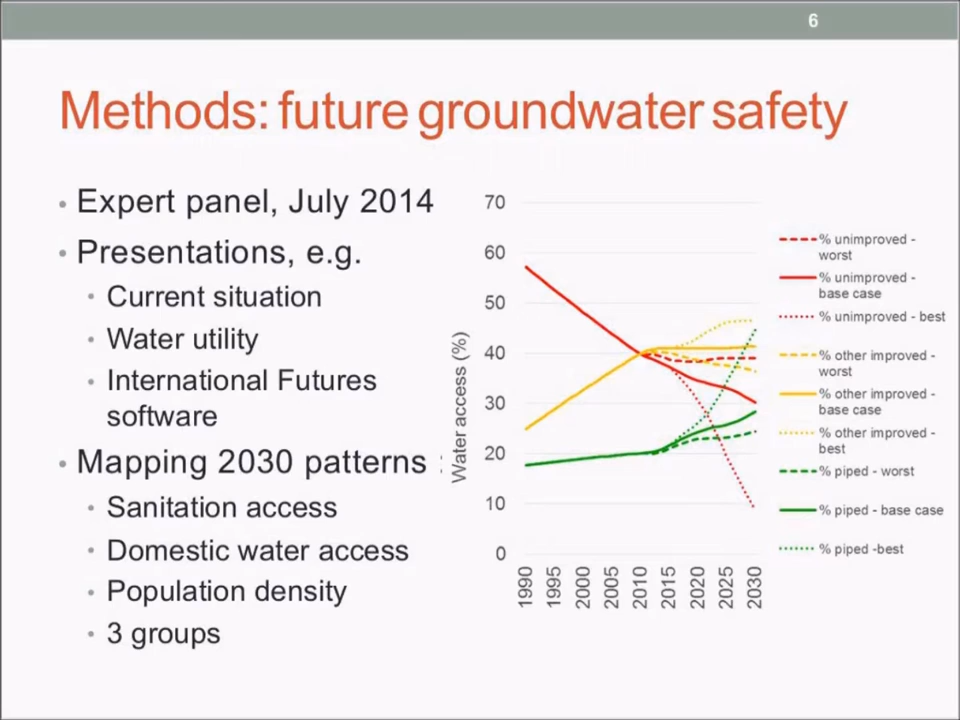 6
Methods: future groundwater safety
• Expert panel, July 2014
• Presentations, e.g.
• Current situation
• Water utility
• International Futures
software
• Mapping 2030 patterns :
• Sanitation access
• Domestic water access
• Population density
• 3 groups
Water access (%)
70
60
50
40
30
20
10
0
1990
1995
2000
2005
2010
2015
2020
2025
2030
% unimproved -
worst
% unimproved -
base case
% unimproved - best
% other improved -
worst
% other improved -
base case
% other improved -
best
% piped - worst
% piped - base case
% piped -best